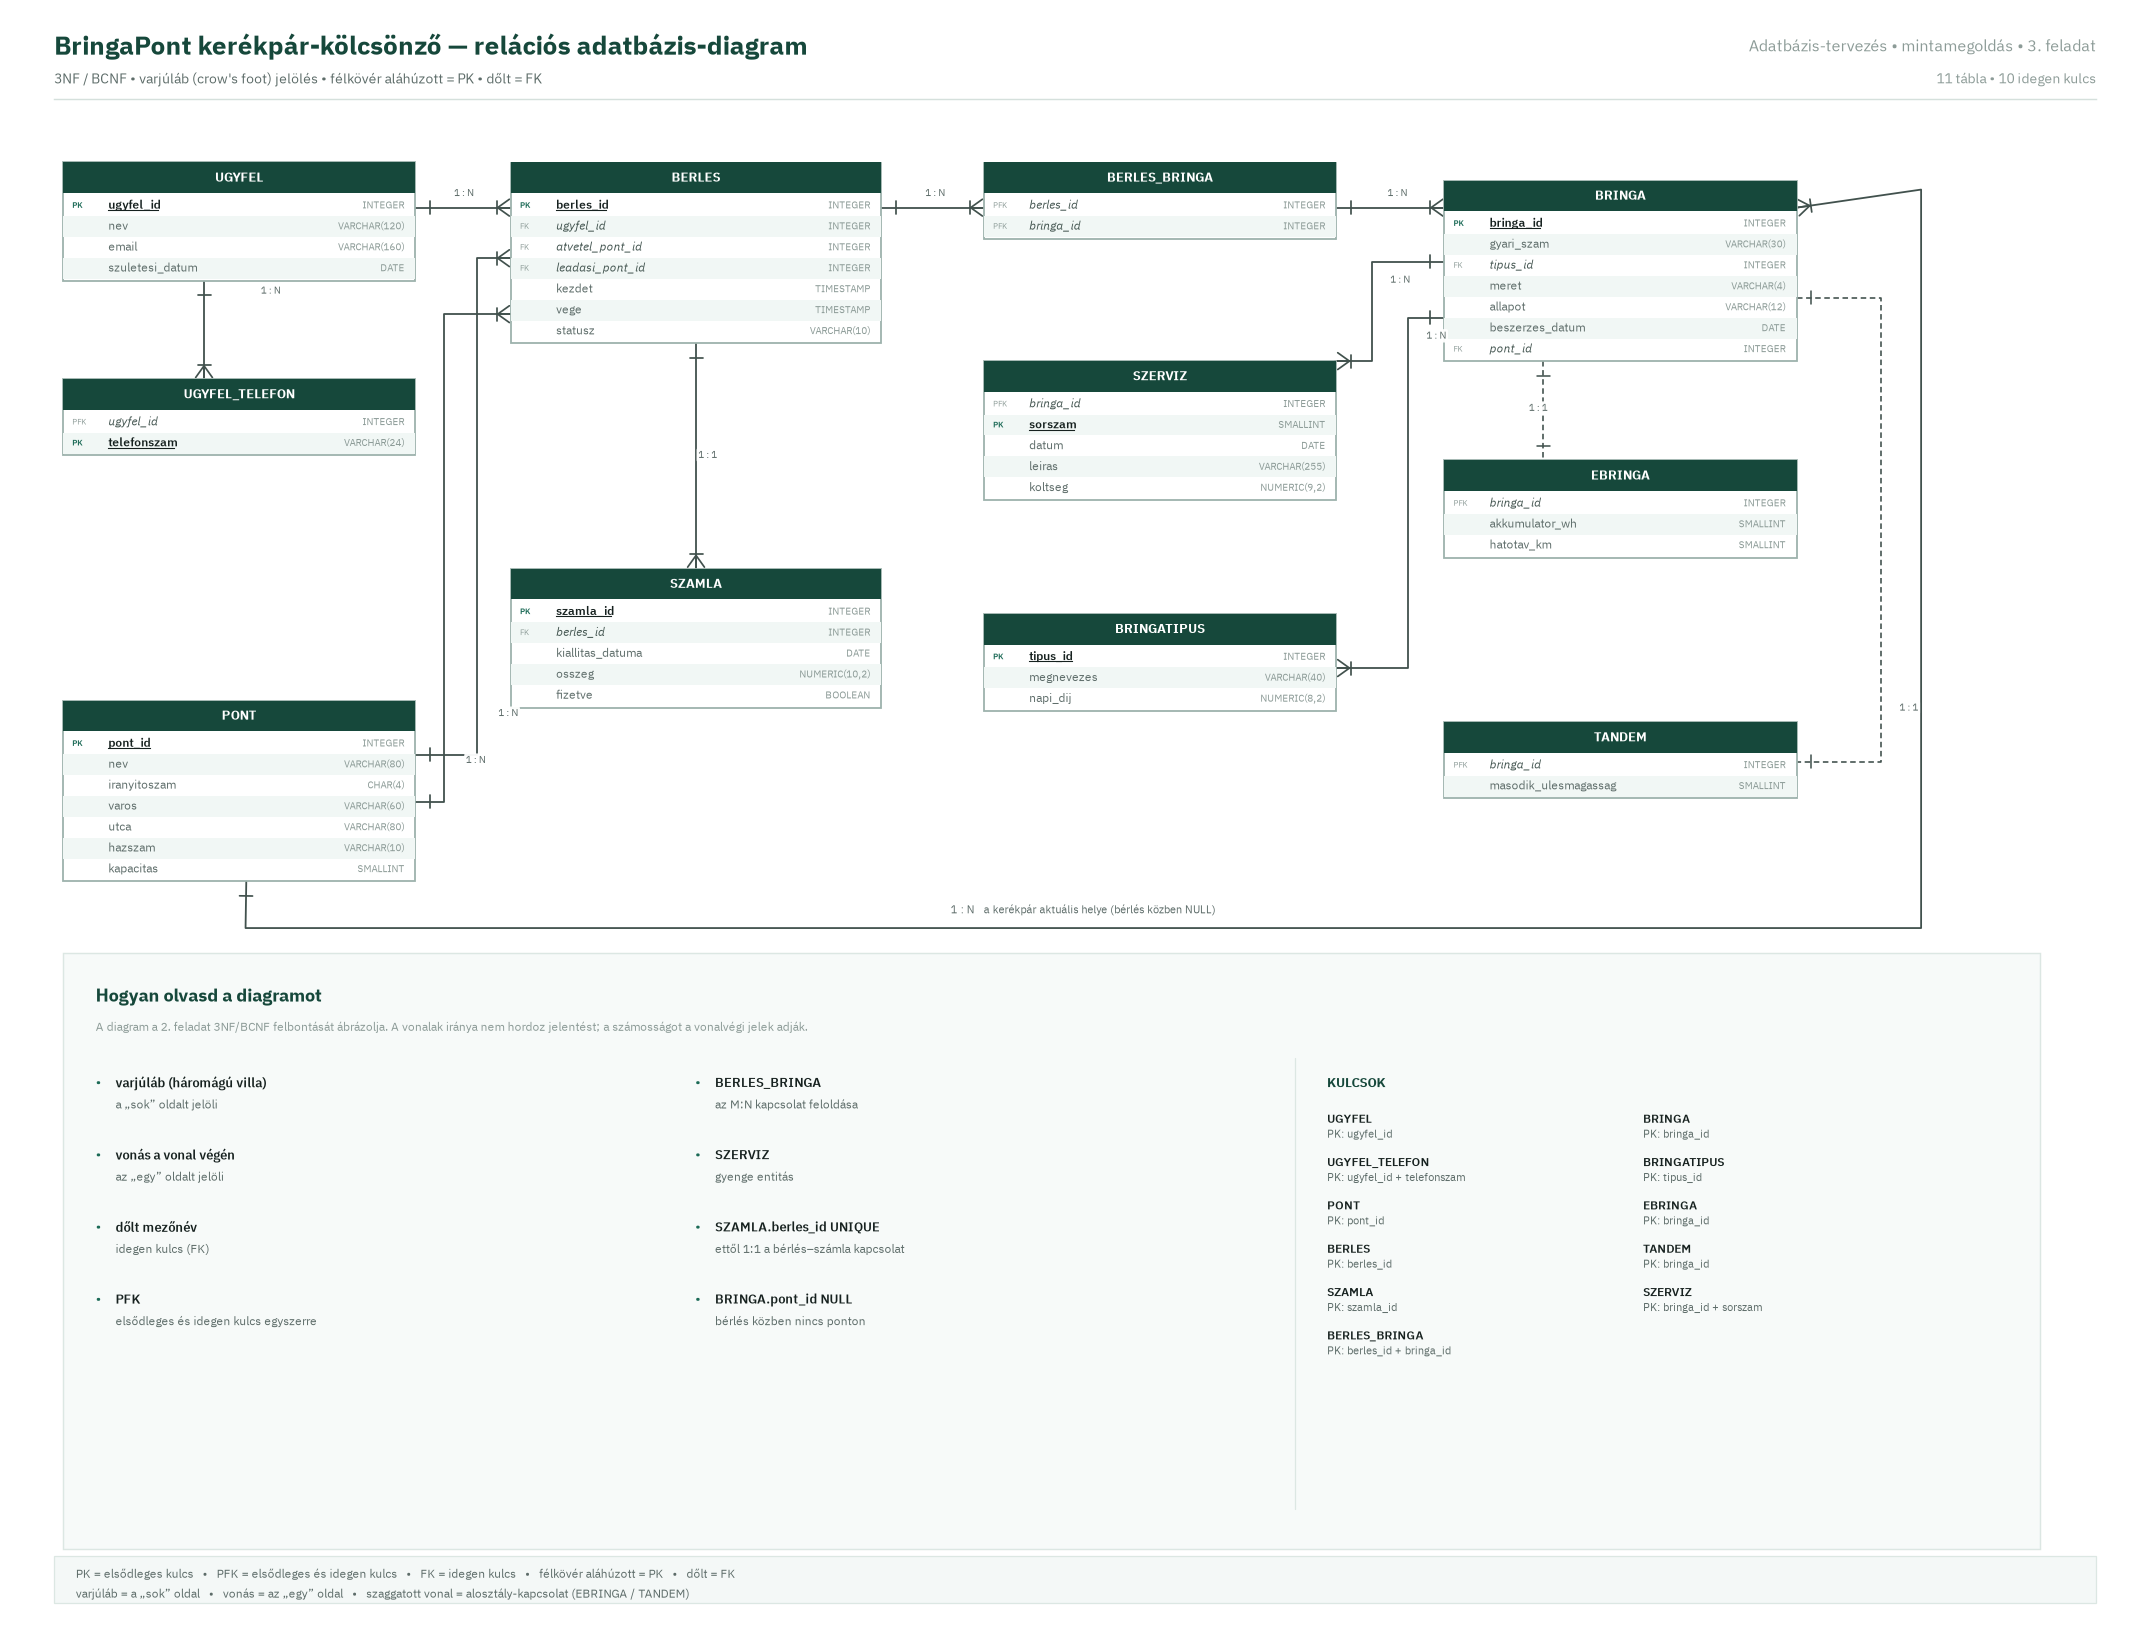 BringaPont kerékpár-kölcsönző — relációs adatbázis-diagram
Adatbázis-tervezés • mintamegoldás • 3. feladat
3NF / BCNF • varjúláb (crow's foot) jelölés • félkövér aláhúzott = PK • dőlt = FK
11 tábla • 10 idegen kulcs
UGYFEL
PK ugyfel_id INTEGER
nev VARCHAR(120)
email VARCHAR(160)
szuletesi_datum DATE
1 : N
1 : N
BERLES
PK berles_id INTEGER
FK ugyfel_id INTEGER
FK atvetel_pont_id INTEGER
FK leadasi_pont_id INTEGER
kezdet TIMESTAMP
vege TIMESTAMP
statusz VARCHAR(10)
1 : N
BERLES_BRINGA
PFK berles_id INTEGER
PFK bringa_id INTEGER
1 : N
BRINGA
PK bringa_id INTEGER
gyari_szam VARCHAR(30)
FK tipus_id INTEGER
meret VARCHAR(4)
allapot VARCHAR(12)
beszerzes_datum DATE
FK pont_id INTEGER
1 : N
1 : N
1 : 1
UGYFEL_TELEFON
PFK ugyfel_id INTEGER
PK telefonszam VARCHAR(24)
1 : 1
SZERVIZ
PFK bringa_id INTEGER
PK sorszam SMALLINT
datum DATE
leiras VARCHAR(255)
koltseg NUMERIC(9,2)
EBRINGA
PFK bringa_id INTEGER
akkumulator_wh SMALLINT
hatotav_km SMALLINT
SZAMLA
PK szamla_id INTEGER
FK berles_id INTEGER
kiallitas_datuma DATE
osszeg NUMERIC(10,2)
fizetve BOOLEAN
1 : N
BRINGATIPUS
PK tipus_id INTEGER
megnevezes VARCHAR(40)
napi_dij NUMERIC(8,2)
1 : 1
PONT
PK pont_id INTEGER
nev VARCHAR(80)
iranyitoszam CHAR(4)
varos VARCHAR(60)
utca VARCHAR(80)
hazszam VARCHAR(10)
kapacitas SMALLINT
1 : N
TANDEM
PFK bringa_id INTEGER
masodik_ulesmagassag SMALLINT
1 : N a kerékpár aktuális helye (bérlés közben NULL)
Hogyan olvasd a diagramot
A diagram a 2. feladat 3NF/BCNF felbontását ábrázolja. A vonalak iránya nem hordoz jelentést; a számosságot a vonalvégi jelek adják.
• varjúláb (háromágú villa)
a „sok” oldalt jelöli
• vonás a vonal végén
az „egy” oldalt jelöli
• dőlt mezőnév
idegen kulcs (FK)
• PFK
elsődleges és idegen kulcs egyszerre
• BERLES_BRINGA
az M:N kapcsolat feloldása
• SZERVIZ
gyenge entitás
• SZAMLA.berles_id UNIQUE
ettől 1:1 a bérlés–számla kapcsolat
• BRINGA.pont_id NULL
bérlés közben nincs ponton
KULCSOK
UGYFEL
PK: ugyfel_id
UGYFEL_TELEFON
PK: ugyfel_id + telefonszam
PONT
PK: pont_id
BERLES
PK: berles_id
SZAMLA
PK: szamla_id
BERLES_BRINGA
PK: berles_id + bringa_id
BRINGA
PK: bringa_id
BRINGATIPUS
PK: tipus_id
EBRINGA
PK: bringa_id
TANDEM
PK: bringa_id
SZERVIZ
PK: bringa_id + sorszam
PK = elsődleges kulcs • PFK = elsődleges és idegen kulcs • FK = idegen kulcs • félkövér aláhúzott = PK • dőlt = FK
varjúláb = a „sok” oldal • vonás = az „egy” oldal • szaggatott vonal = alosztály-kapcsolat (EBRINGA / TANDEM)